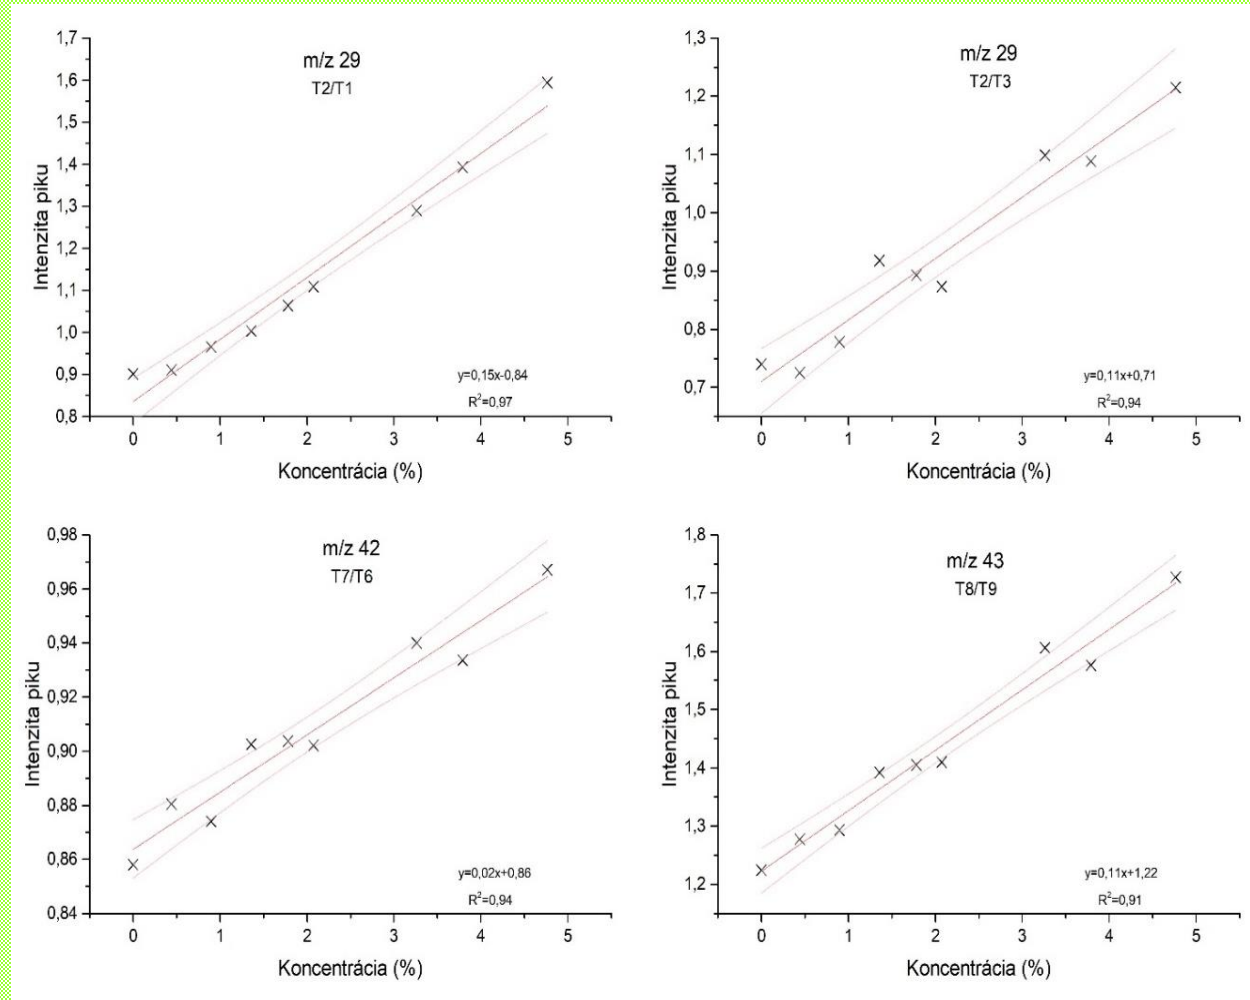 m/z 29
T2/T1
Intenzita piku
1,7
1,6
1,5
1,4
1,3
1,2
1,1
1,0
0,9
0,8
y=0,15x-0,84
R²=0,97
0 1 2 3 4 5
Koncentrácia (%)
m/z 29
T2/T3
Intenzita piku
1,3
1,2
1,1
1,0
0,9
0,8
0,7
y=0,11x+0,71
R²=0,94
0 1 2 3 4 5
Koncentrácia (%)
m/z 42
T7/T6
Intenzita piku
0,98
0,96
0,94
0,92
0,90
0,88
0,86
0,84
y=0,02x+0,86
R²=0,94
0 1 2 3 4 5
Koncentrácia (%)
m/z 43
T8/T9
Intenzita piku
1,8
1,7
1,6
1,5
1,4
1,3
1,2
y=0,11x+1,22
R²=0,91
0 1 2 3 4 5
Koncentrácia (%)